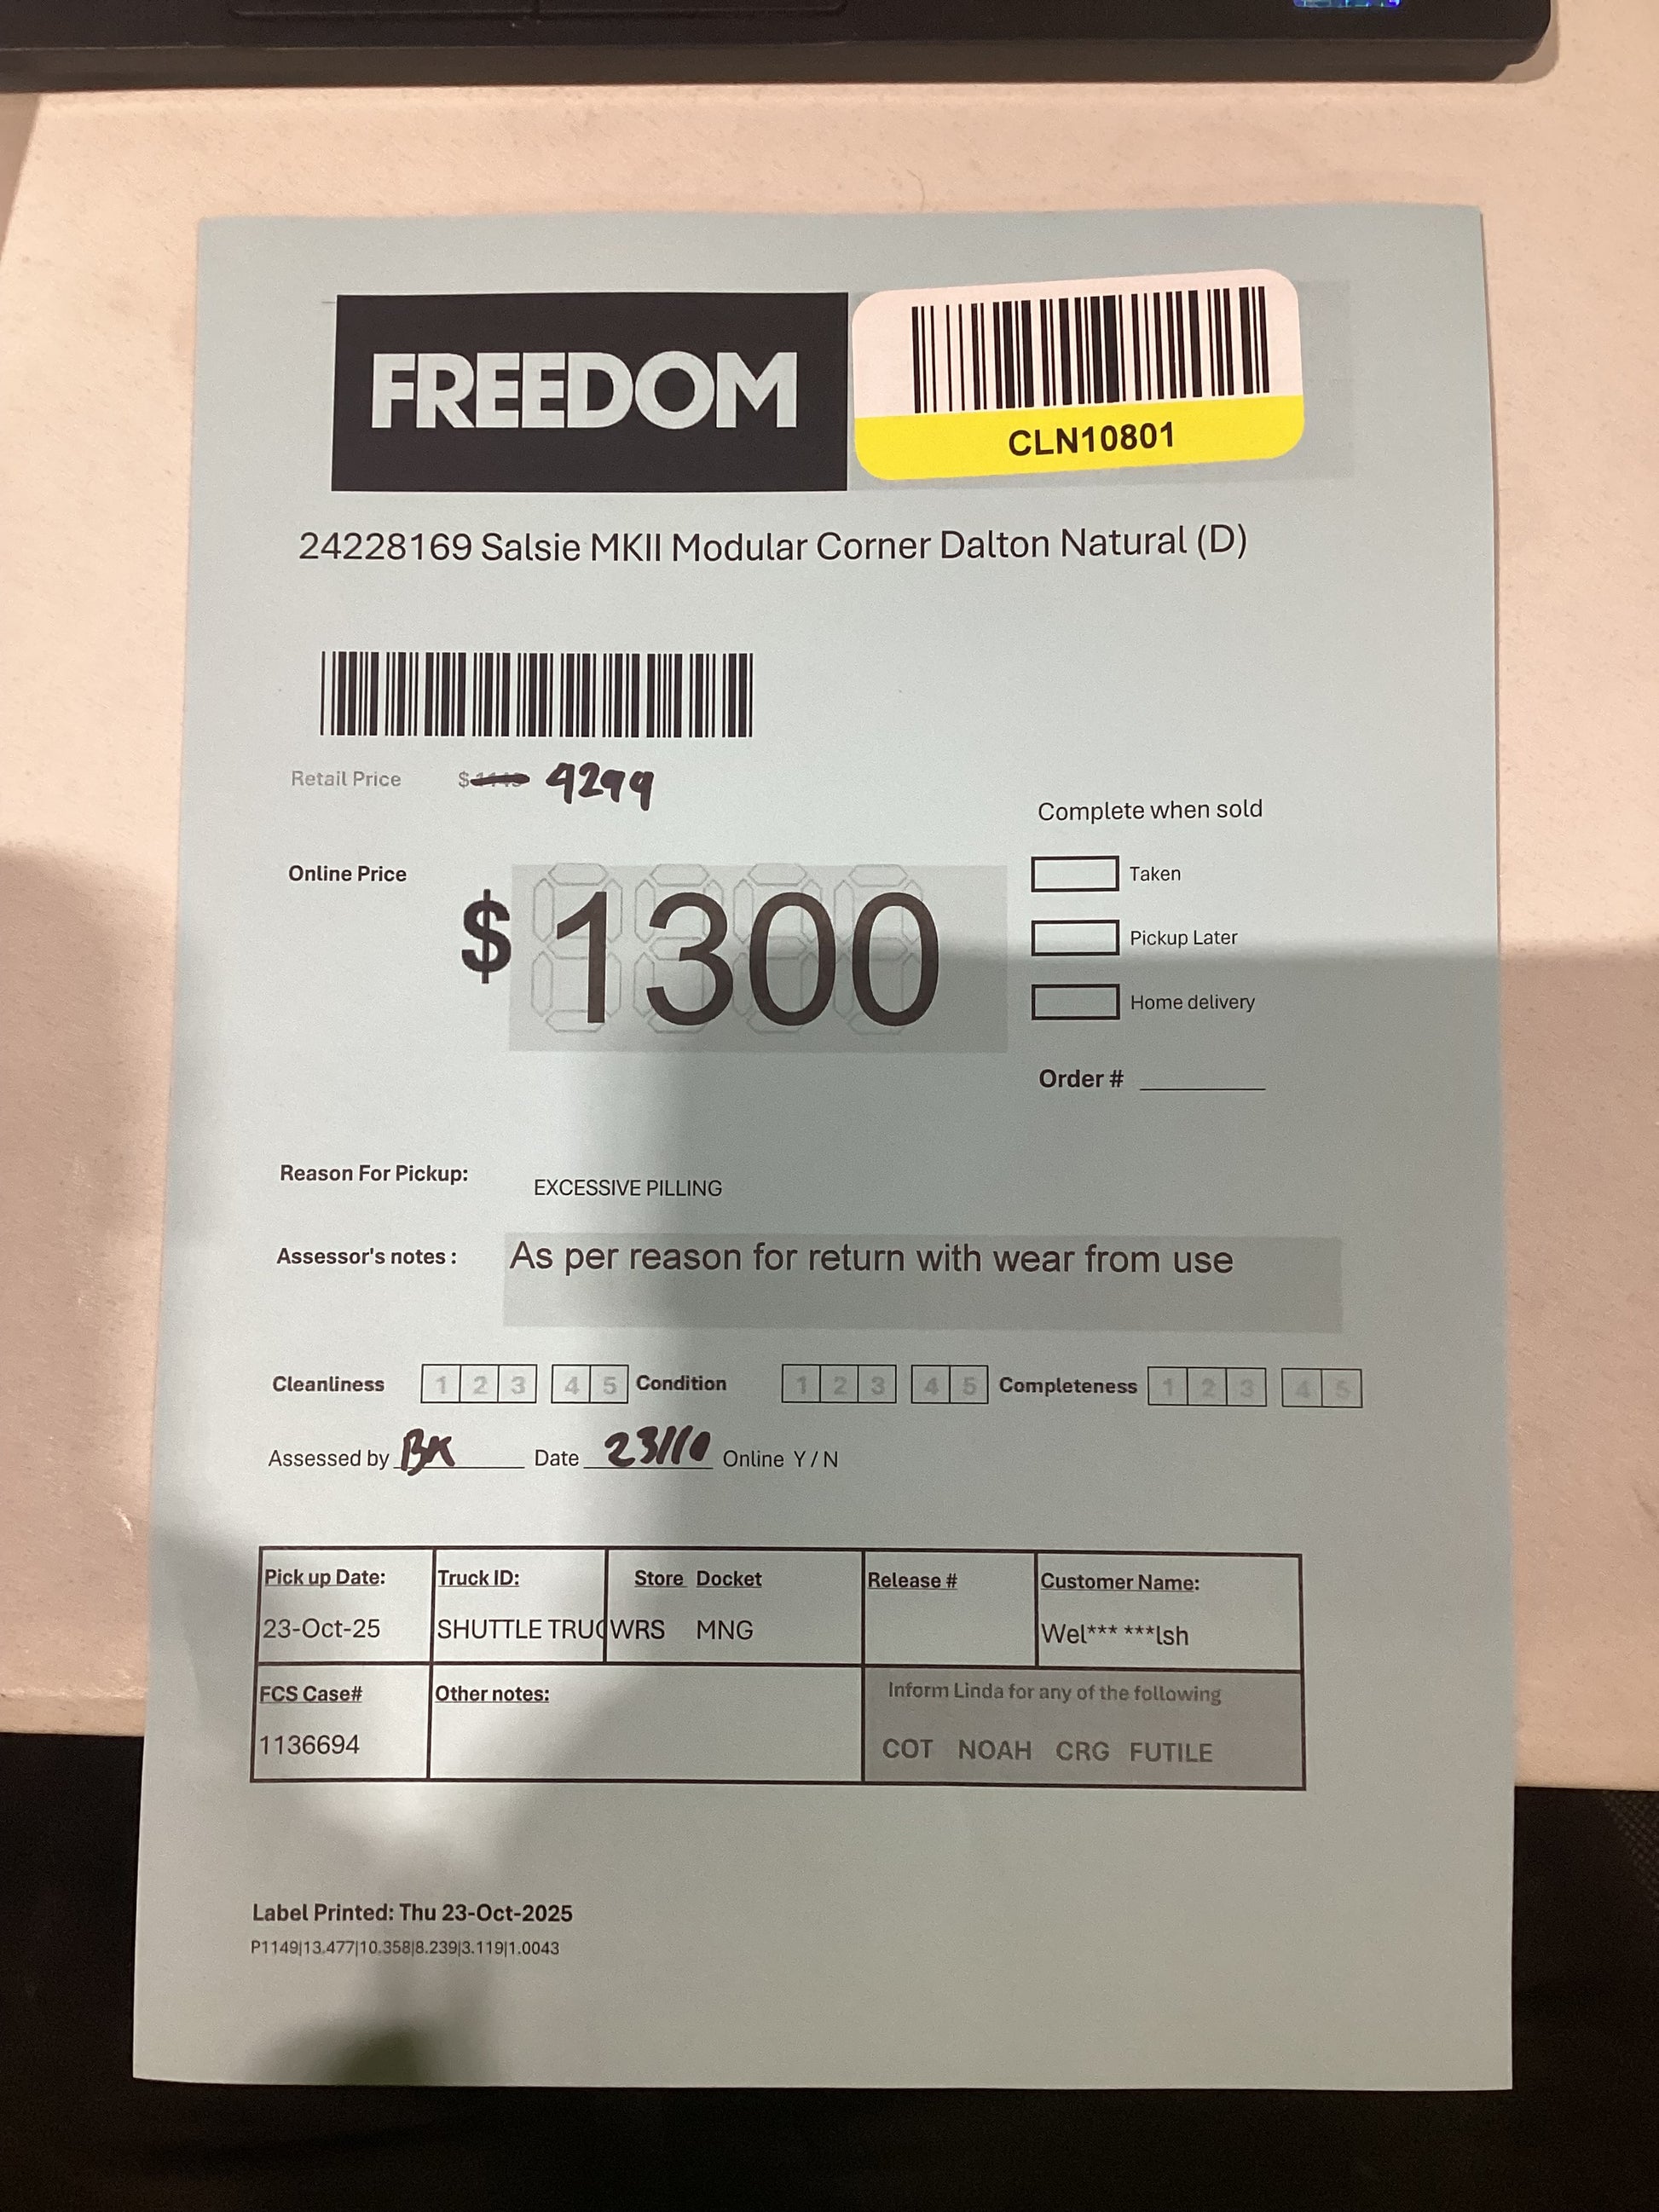 FREEDOM
CLN10801
24228169 Salsie MKII Modular Corner Dalton Natural (D)
Retail Price $ 4299
Complete when sold
Online Price $ 1300
Taken
Pickup Later
Home delivery
Order #
Reason For Pickup: EXCESSIVE PILLING
Assessor's notes : As per reason for return with wear from use
Cleanliness 1 2 3 4 5 Condition 1 2 3 4 5 Completeness 1 2 3 4 5
Assessed by BK Date 23/10 Online Y / N
Pick up Date: Truck ID: Store Docket Release # Customer Name:
23-Oct-25 SHUTTLE TRUC WRS MNG Wel*** ***lsh
FCS Case# Other notes: Inform Linda for any of the following
1136694 COT NOAH CRG FUTILE
Label Printed: Thu 23-Oct-2025
P1149|13.477|10.358|8.239|3.119|1.0043